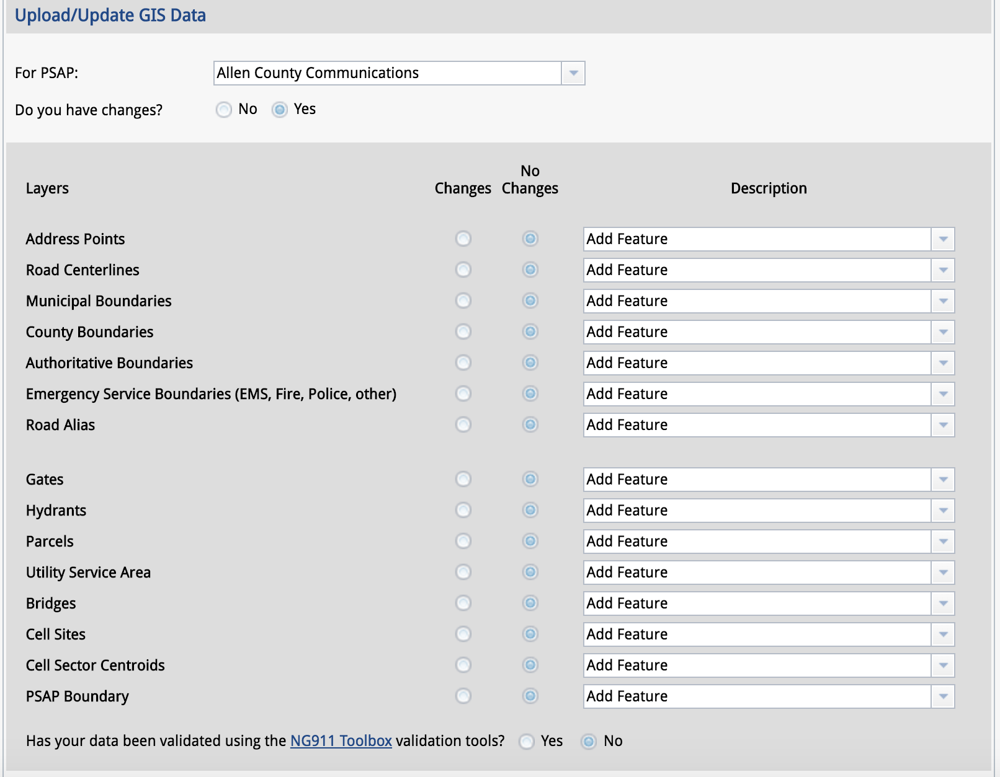 Upload/Update GIS Data
For PSAP: Allen County Communications
Do you have changes? No Yes
Layers Changes No Changes Description
Address Points Add Feature
Road Centerlines Add Feature
Municipal Boundaries Add Feature
County Boundaries Add Feature
Authoritative Boundaries Add Feature
Emergency Service Boundaries (EMS, Fire, Police, other) Add Feature
Road Alias Add Feature
Gates Add Feature
Hydrants Add Feature
Parcels Add Feature
Utility Service Area Add Feature
Bridges Add Feature
Cell Sites Add Feature
Cell Sector Centroids Add Feature
PSAP Boundary Add Feature
Has your data been validated using the NG911 Toolbox validation tools? Yes No